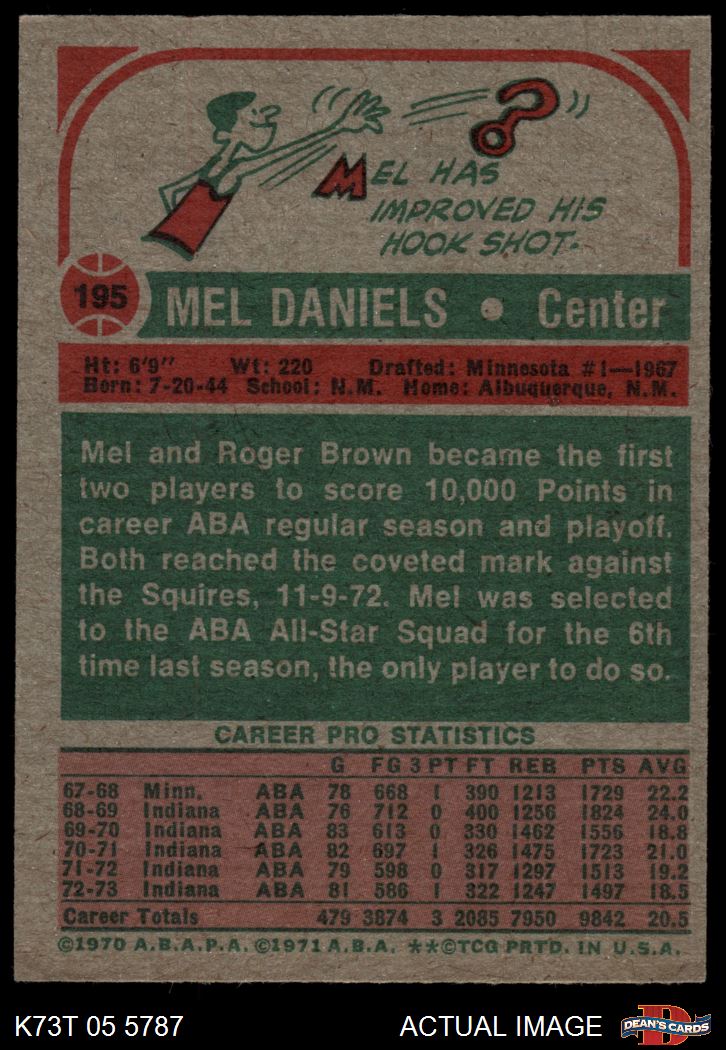 MEL HAS
IMPROVED HIS
HOOK SHOT.
195 MEL DANIELS • Center
Ht: 6'9" Wt: 220 Drafted: Minnesota #1—1967
Born: 7-20-44 School: N.M. Home: Albuquerque, N.M.
Mel and Roger Brown became the first
two players to score 10,000 Points in
career ABA regular season and playoff.
Both reached the coveted mark against
the Squires, 11-9-72. Mel was selected
to the ABA All-Star Squad for the 6th
time last season, the only player to do so.
CAREER PRO STATISTICS
G FG 3PT FT REB PTS AVG
67-68 Minn. ABA 78 668 1 390 1213 1729 22.2
68-69 Indiana ABA 76 712 0 400 1256 1824 24.0
69-70 Indiana ABA 83 613 0 330 1462 1556 18.8
70-71 Indiana ABA 82 697 1 326 1475 1723 21.0
71-72 Indiana ABA 79 598 0 317 1297 1513 19.2
72-73 Indiana ABA 81 586 1 322 1247 1497 18.5
Career Totals 479 3874 3 2085 7950 9842 20.5
©1970 A.B.A.P.A. ©1971 A.B.A. **©TCG PRTD. IN U.S.A.
K73T 05 5787 ACTUAL IMAGE DEAN'S CARDS